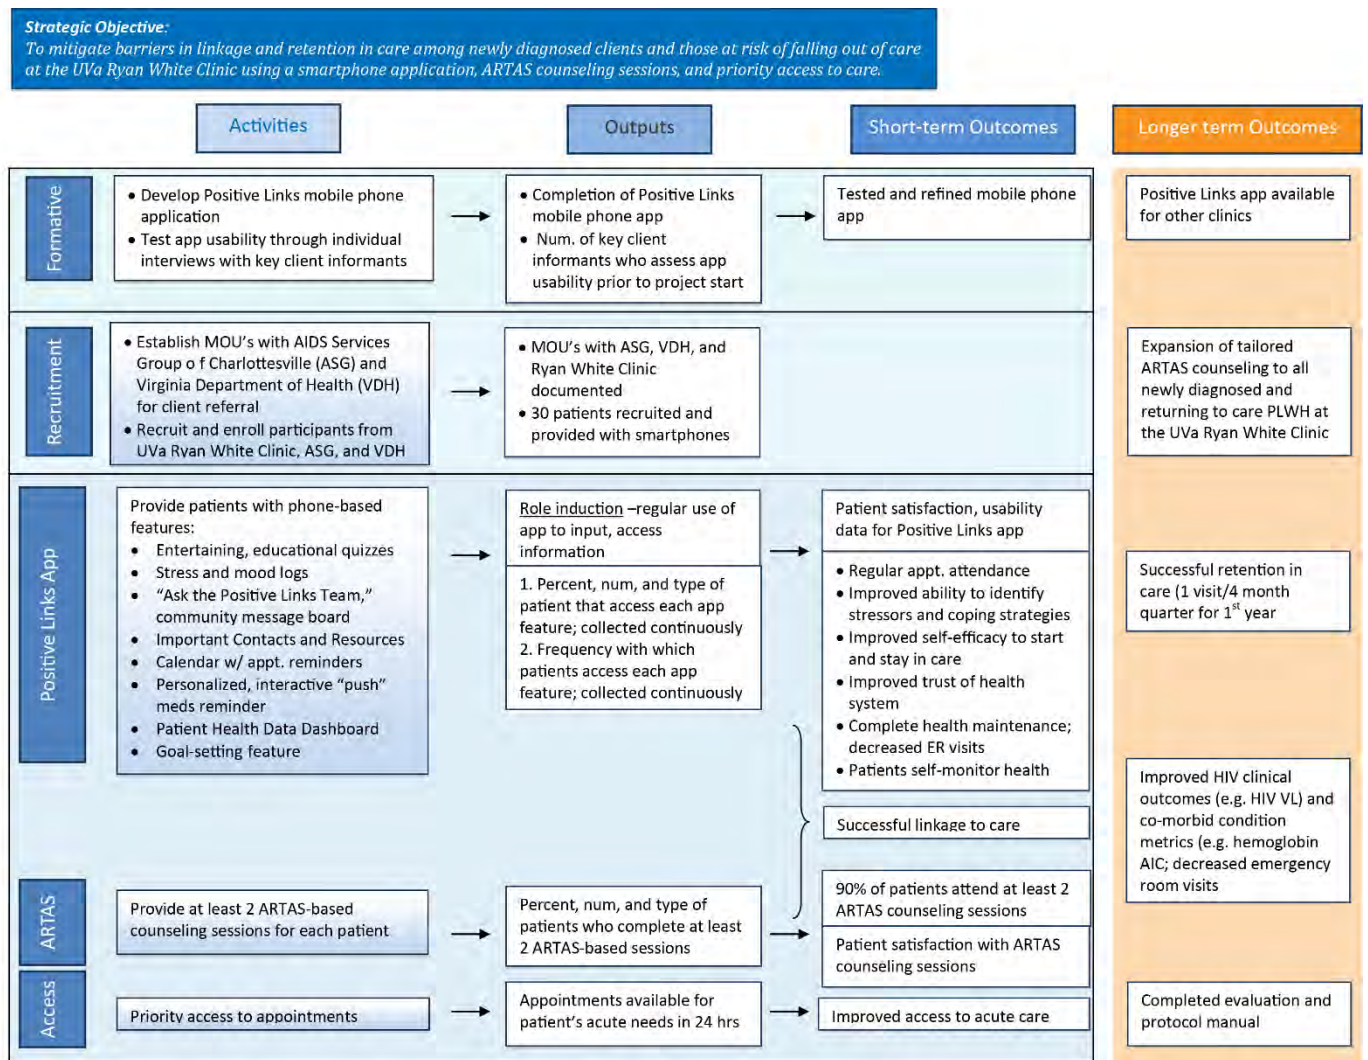 Strategic Objective:
To mitigate barriers in linkage and retention in care among newly diagnosed clients and those at risk of falling out of care
at the UVa Ryan White Clinic using a smartphone application, ARTAS counseling sessions, and priority access to care.
Activities
Outputs
Short-term Outcomes
Longer term Outcomes
Formative
• Develop Positive Links mobile phone
application
• Test app usability through individual
interviews with key client informants
• Completion of Positive Links
mobile phone app
• Num. of key client
informants who assess app
usability prior to project start
Tested and refined mobile phone
app
Positive Links app available
for other clinics
Recruitment
• Establish MOU's with AIDS Services
Group o f Charlottesville (ASG) and
Virginia Department of Health (VDH)
for client referral
• Recruit and enroll participants from
UVa Ryan White Clinic, ASG, and VDH
• MOU's with ASG, VDH, and
Ryan White Clinic
documented
• 30 patients recruited and
provided with smartphones
Expansion of tailored
ARTAS counseling to all
newly diagnosed and
returning to care PLWH at
the UVa Ryan White Clinic
Positive Links App
Provide patients with phone-based
features:
• Entertaining, educational quizzes
• Stress and mood logs
• "Ask the Positive Links Team,"
community message board
• Important Contacts and Resources
• Calendar w/ appt. reminders
• Personalized, interactive "push"
meds reminder
• Patient Health Data Dashboard
• Goal-setting feature
Role induction –regular use of
app to input, access
information
1. Percent, num, and type of
patient that access each app
feature; collected continuously
2. Frequency with which
patients access each app
feature; collected continuously
Patient satisfaction, usability
data for Positive Links app
• Regular appt. attendance
• Improved ability to identify
stressors and coping strategies
• Improved self-efficacy to start
and stay in care
• Improved trust of health
system
• Complete health maintenance;
decreased ER visits
• Patients self-monitor health
Successful linkage to care
Successful retention in
care (1 visit/4 month
quarter for 1st year
Improved HIV clinical
outcomes (e.g. HIV VL) and
co-morbid condition
metrics (e.g. hemoglobin
AIC; decreased emergency
room visits
ARTAS
Provide at least 2 ARTAS-based
counseling sessions for each patient
Percent, num, and type of
patients who complete at least
2 ARTAS-based sessions
90% of patients attend at least 2
ARTAS counseling sessions
Patient satisfaction with ARTAS
counseling sessions
Access
Priority access to appointments
Appointments available for
patient's acute needs in 24 hrs
Improved access to acute care
Completed evaluation and
protocol manual